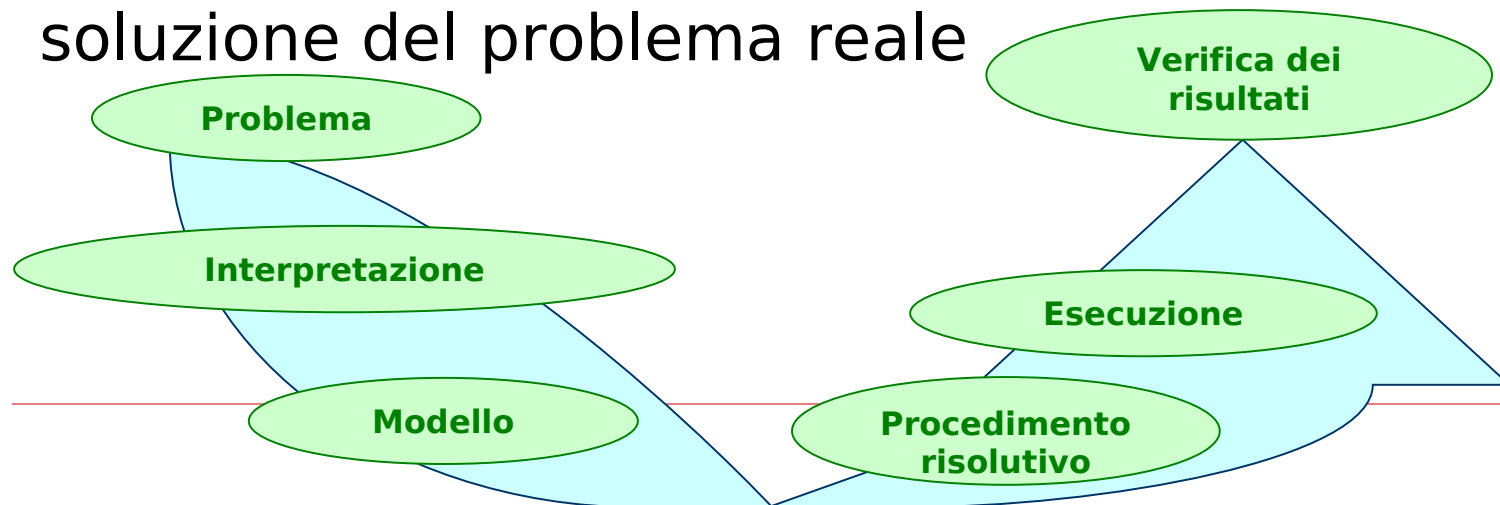 soluzione del problema reale
Problema
Interpretazione
Modello
Procedimento
risolutivo
Esecuzione
Verifica dei
risultati